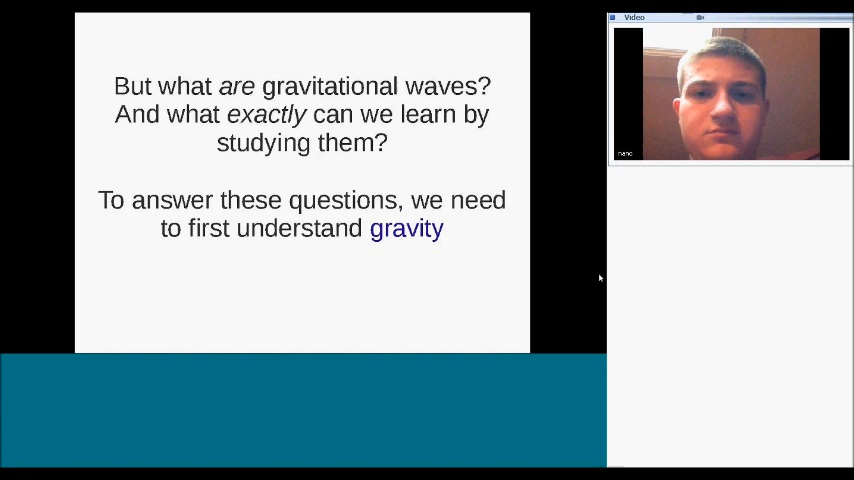 But what are gravitational waves?
And what exactly can we learn by
studying them?
To answer these questions, we need
to first understand gravity
Video
nano